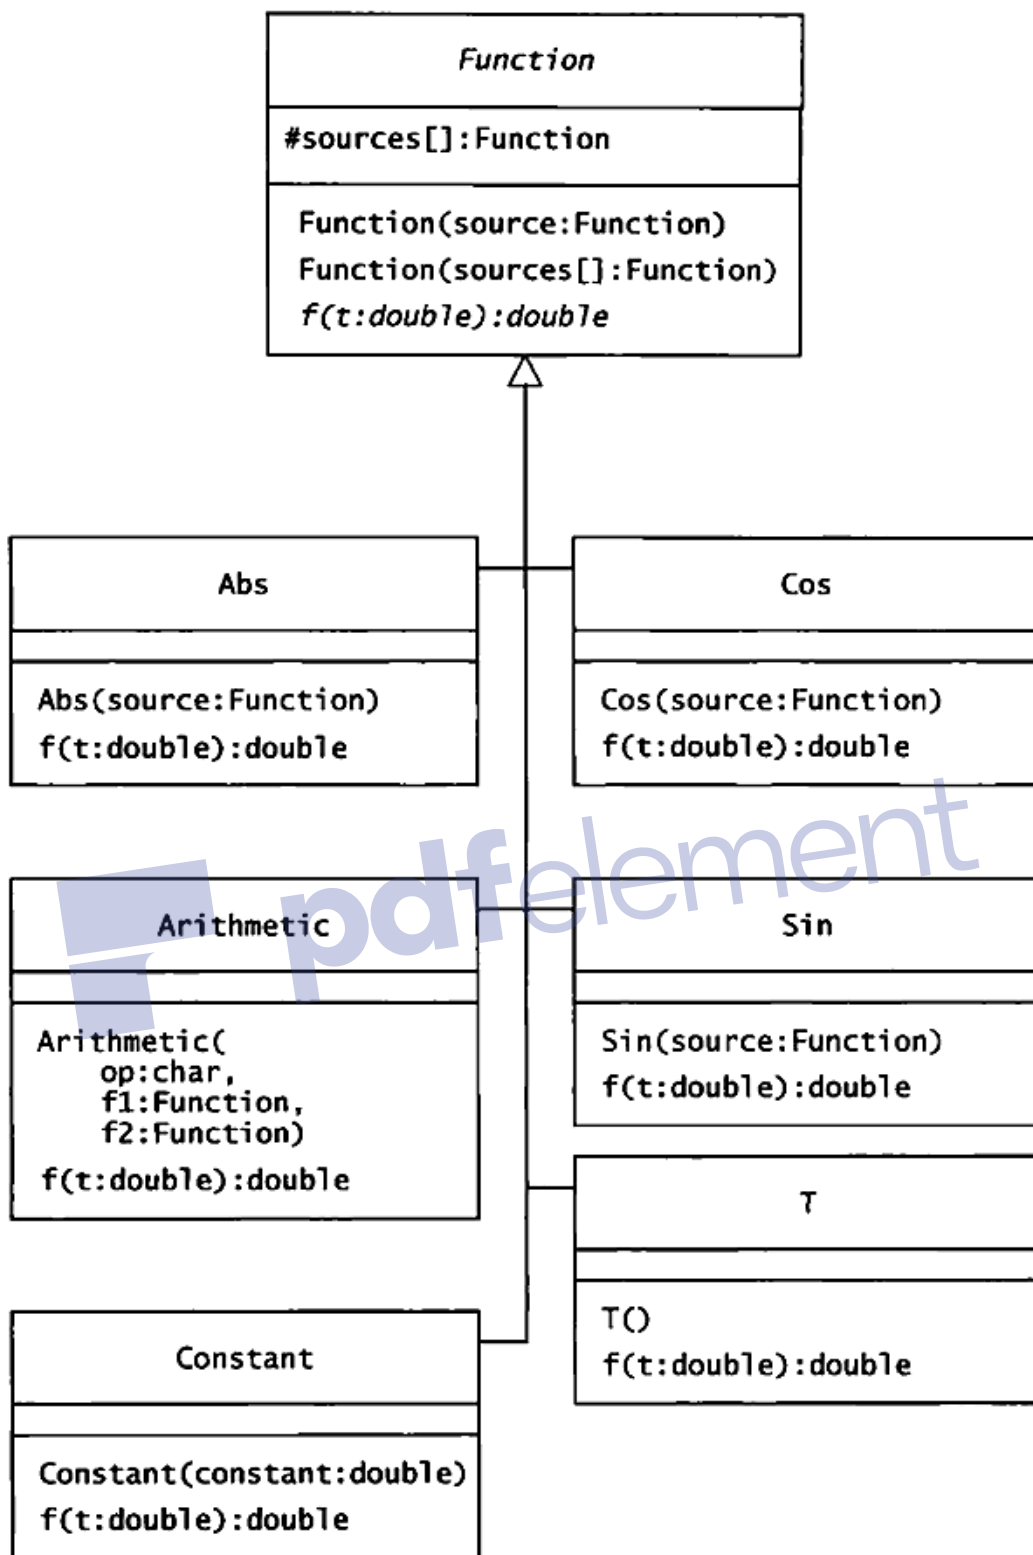 Function
#sources[]:Function
Function(source:Function)
Function(sources[]:Function)
f(t:double):double
Abs
Abs(source:Function)
f(t:double):double
Cos
Cos(source:Function)
f(t:double):double
pdfelement
Arithmetic
Arithmetic(
op:char,
f1:Function,
f2:Function)
f(t:double):double
Sin
Sin(source:Function)
f(t:double):double
T
T()
f(t:double):double
Constant
Constant(constant:double)
f(t:double):double